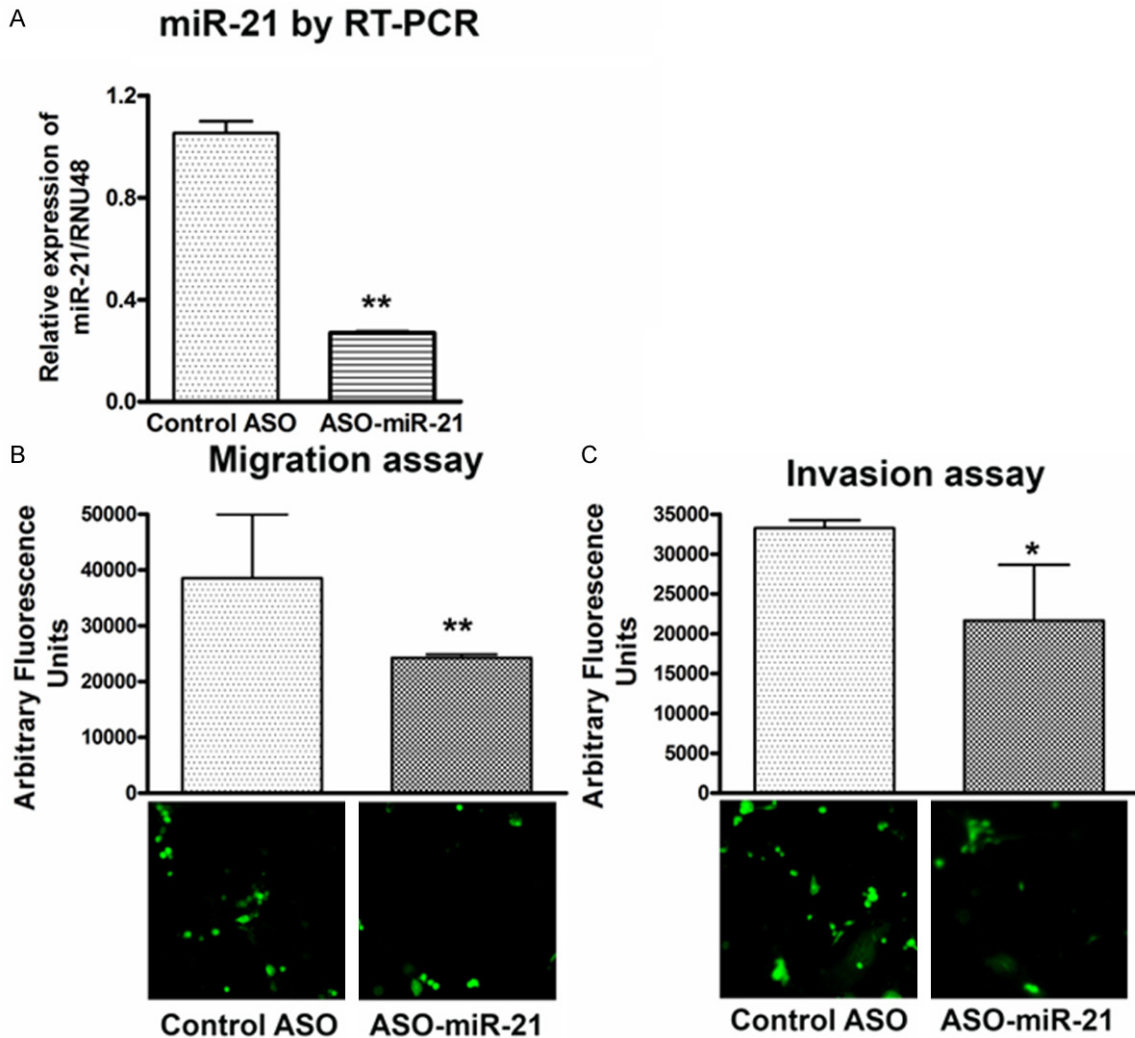 A
miR-21 by RT-PCR
Relative expression of
miR-21/RNU48
1.2
0.8
0.4
0.0
**
Control ASO
ASO-miR-21
B
Migration assay
Arbitrary Fluorescence
Units
50000
40000
30000
20000
10000
0
**
Control ASO
ASO-miR-21
C
Invasion assay
Arbitrary Fluorescence
Units
35000
30000
25000
20000
15000
10000
5000
0
*
Control ASO
ASO-miR-21